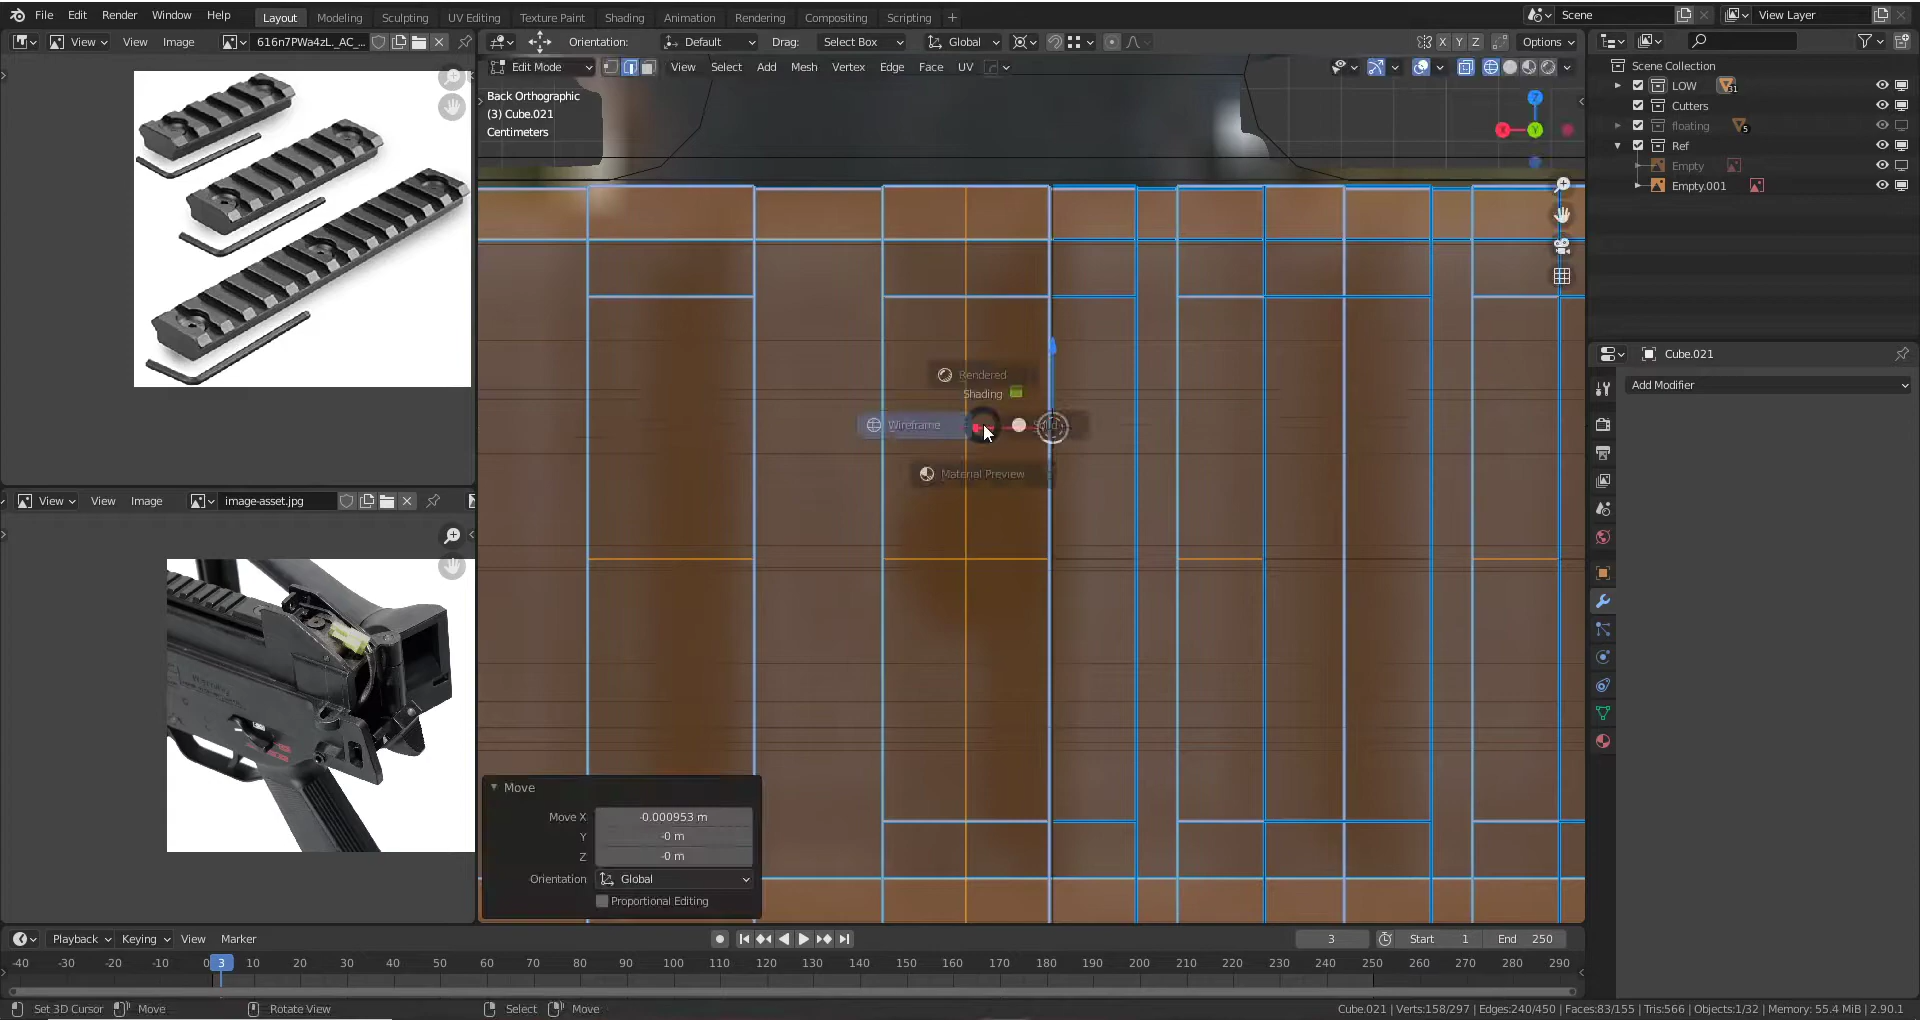 File Edit Render Window Help Layout Modeling Sculpting UV Editing Texture Paint Shading Animation Rendering Compositing Scripting + Scene View Layer
View View Image 616n7PWa4zL._AC_... Orientation: Default Drag: Select Box Global X Y Z Options
Edit Mode View Select Add Mesh Vertex Edge Face UV
Back Orthographic
(3) Cube.021
Centimeters
Z
X Y
Scene Collection
LOW 31
Cutters
floating 5
Ref
Empty
Empty.001
Cube.021
Add Modifier
Rendered
Shading
Wireframe
Material Preview
View View Image image-asset.jpg
Move
Move X -0.000953 m
Y -0 m
Z -0 m
Orientation Global
Proportional Editing
Playback Keying View Marker 3 Start 1 End 250
-40 -30 -20 -10 0 3 10 20 30 40 50 60 70 80 90 100 110 120 130 140 150 160 170 180 190 200 210 220 230 240 250 260 270 280 290
Set 3D Cursor Move Rotate View Select Move Cube.021 | Verts:158/297 | Edges:240/450 | Faces:83/155 | Tris:566 | Objects:1/32 | Memory: 55.4 MiB | 2.90.1